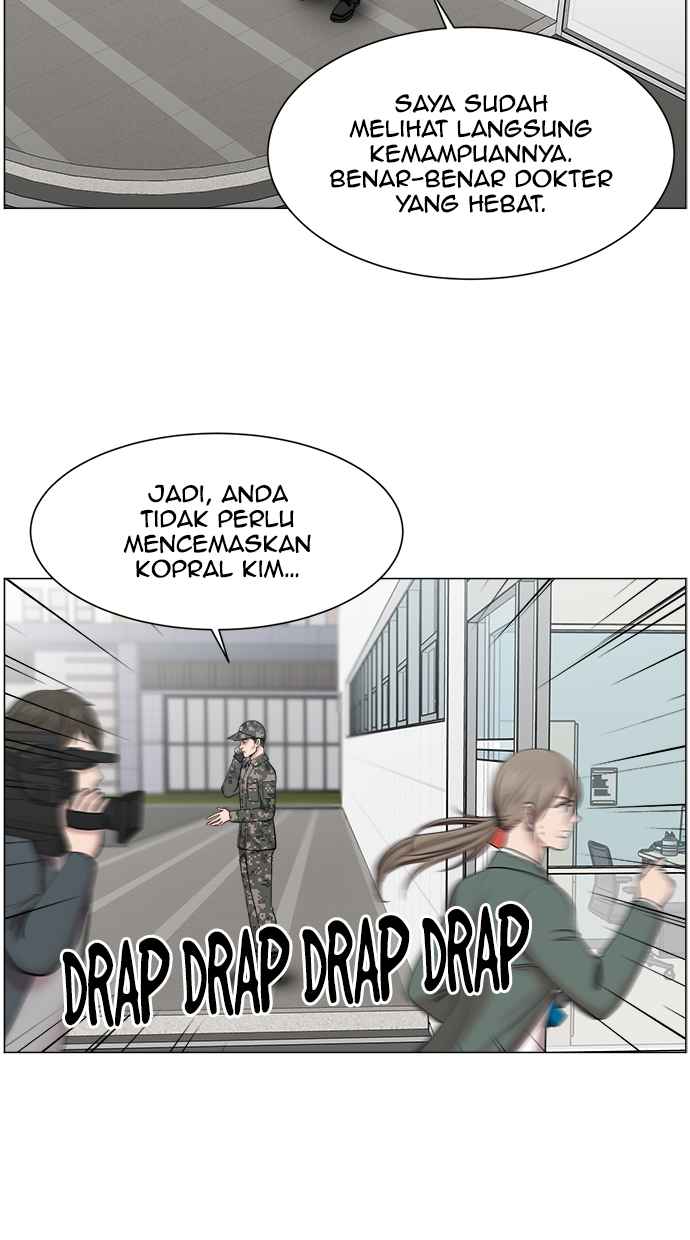 SAYA SUDAH
MELIHAT LANGSUNG
KEMAMPUANNYA.
BENAR-BENAR DOKTER
YANG HEBAT.
JADI, ANDA
TIDAK PERLU
MENCEMASKAN
KOPRAL KIM...
DRAP DRAP DRAP DRAP